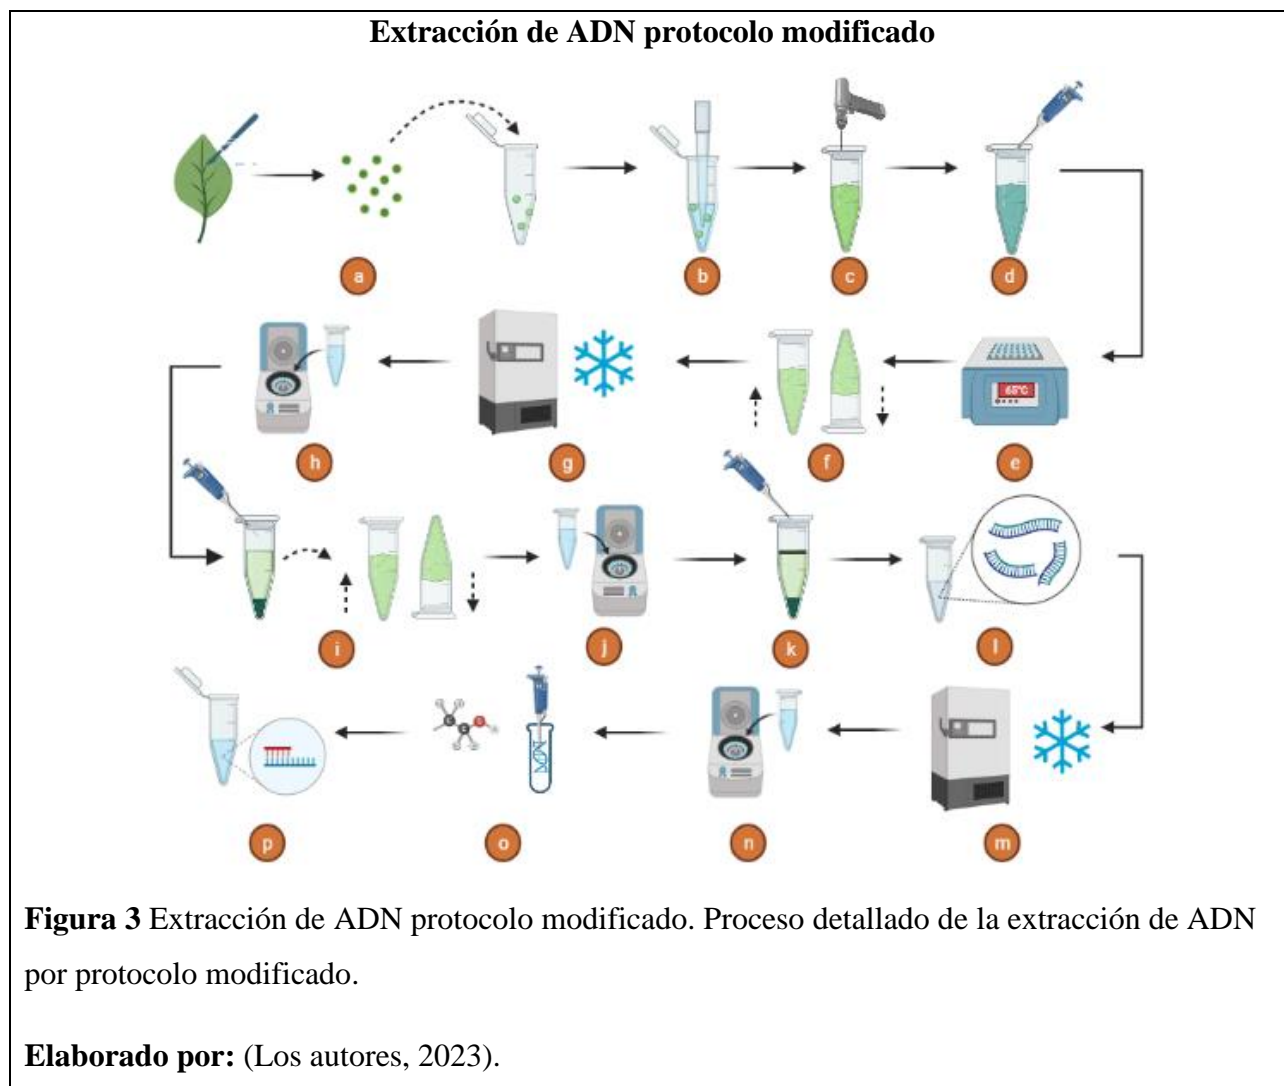 Extracción de ADN protocolo modificado
a
b
c
d
h
g
f
e
65°C
i
j
k
l
p
o
n
m
Figura 3 Extracción de ADN protocolo modificado. Proceso detallado de la extracción de ADN
por protocolo modificado.
Elaborado por: (Los autores, 2023).